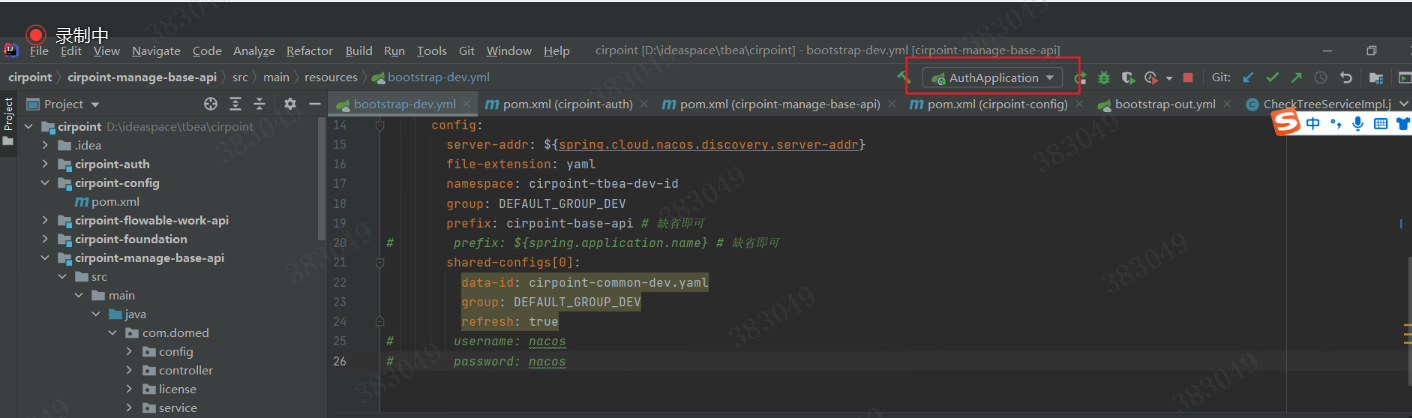 录制中
File Edit View Navigate Code Analyze Refactor Build Run Tools Git Window Help cirpoint [D:\ideaspace\tbea\cirpoint] - bootstrap-dev.yml [cirpoint-manage-base-api]
cirpoint cirpoint-manage-base-api src main resources bootstrap-dev.yml AuthApplication Git:
Project Project bootstrap-dev.yml pom.xml (cirpoint-auth) pom.xml (cirpoint-manage-base-api) pom.xml (cirpoint-config) bootstrap-out.yml CheckTreeServiceImpl.j
中
cirpoint D:\ideaspace\tbea\cirpoint
.idea
cirpoint-auth
cirpoint-config
pom.xml
cirpoint-flowable-work-api
cirpoint-foundation
cirpoint-manage-base-api
src
main
java
com.domed
config
controller
license
service
14 config:
15 server-addr: ${spring.cloud.nacos.discovery.server-addr}
16 file-extension: yaml
17 namespace: cirpoint-tbea-dev-id
18 group: DEFAULT_GROUP_DEV
19 prefix: cirpoint-base-api # 缺省即可
20 # prefix: ${spring.application.name} # 缺省即可
21 shared-configs[0]:
22 data-id: cirpoint-common-dev.yaml
23 group: DEFAULT_GROUP_DEV
24 refresh: true
25 # username: nacos
26 # password: nacos
383049